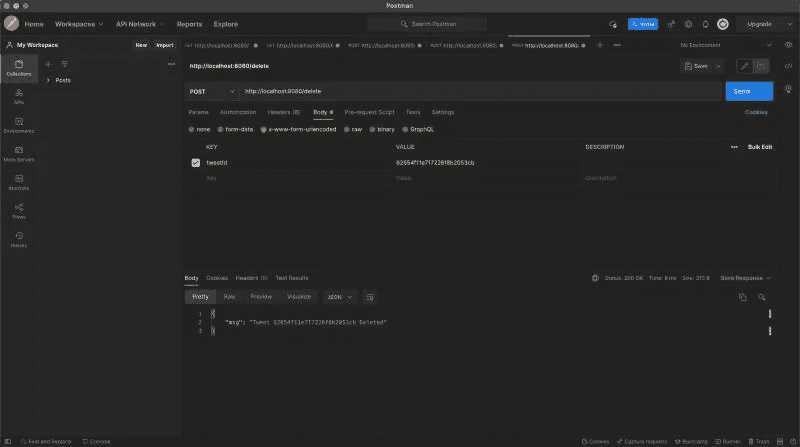 Postman
Home Workspaces API Network Reports Explore Search Postman Invite Upgrade
My Workspace New Import GET http://localhost:8080/ GET http://localhost:8080/ POST http://localhost:8080/ POST http://localhost:8080/ POST http://localhost:8080/ No Environment
Collections
Posts
http://localhost:8080/delete Save
POST http://localhost:8080/delete Send
APIs
Params Authorization Headers (8) Body Pre-request Script Tests Settings Cookies
Environments
none form-data x-www-form-urlencoded raw binary GraphQL
KEY VALUE DESCRIPTION Bulk Edit
Mock Servers
tweetId
Key Value Description
Monitors
Flows
History
Body Cookies Headers Test Results Status: 200 OK Time: 8 ms Size: 315 B Save Response
Pretty Raw Preview Visualize JSON
1 {
2 "msg": "Tweet 62654f11e717226f8b2053cb Deleted"
3 }
Find and Replace Console Cookies Capture requests Bootcamp Runner Trash